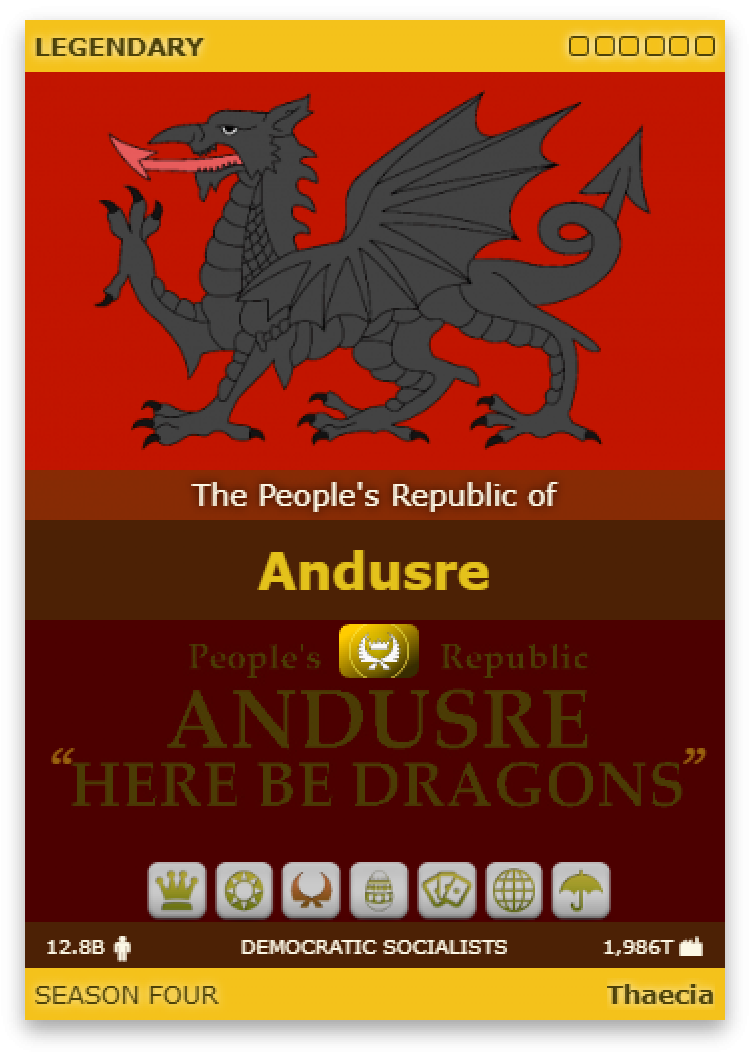 LEGENDARY
The People's Republic of
Andusre
People's Republic
ANDUSRE
“HERE BE DRAGONS”
12.8B DEMOCRATIC SOCIALISTS 1,986T
SEASON FOUR Thaecia